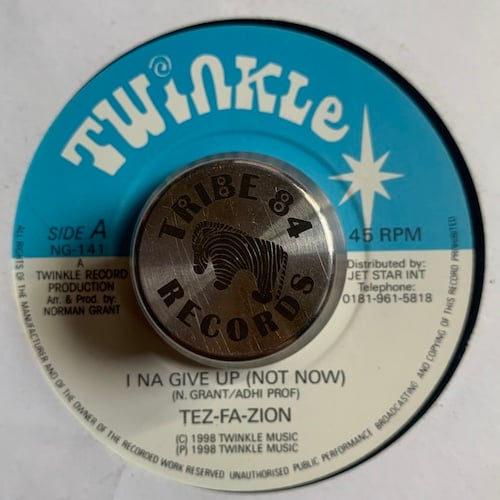 TWINKLE
SIDE A
NG-141
A
TWINKLE RECORD
PRODUCTION
Arr. & Prod. by:
NORMAN GRANT
TRIBE 84
RECORDS
45 RPM
Distributed by:
JET STAR INT
Telephone:
0181-961-5818
I NA GIVE UP (NOT NOW)
(N. GRANT/ADHI PROF)
TEZ-FA-ZION
(C) 1998 TWINKLE MUSIC
(P) 1998 TWINKLE MUSIC
ALL RIGHTS OF THE MANUFACTURER AND OF THE OWNER OF THE RECORDED WORK RESERVED UNAUTHORISED PUBLIC PERFORMANCE BROADCASTING AND COPYING OF THIS RECORD PROHIBITED